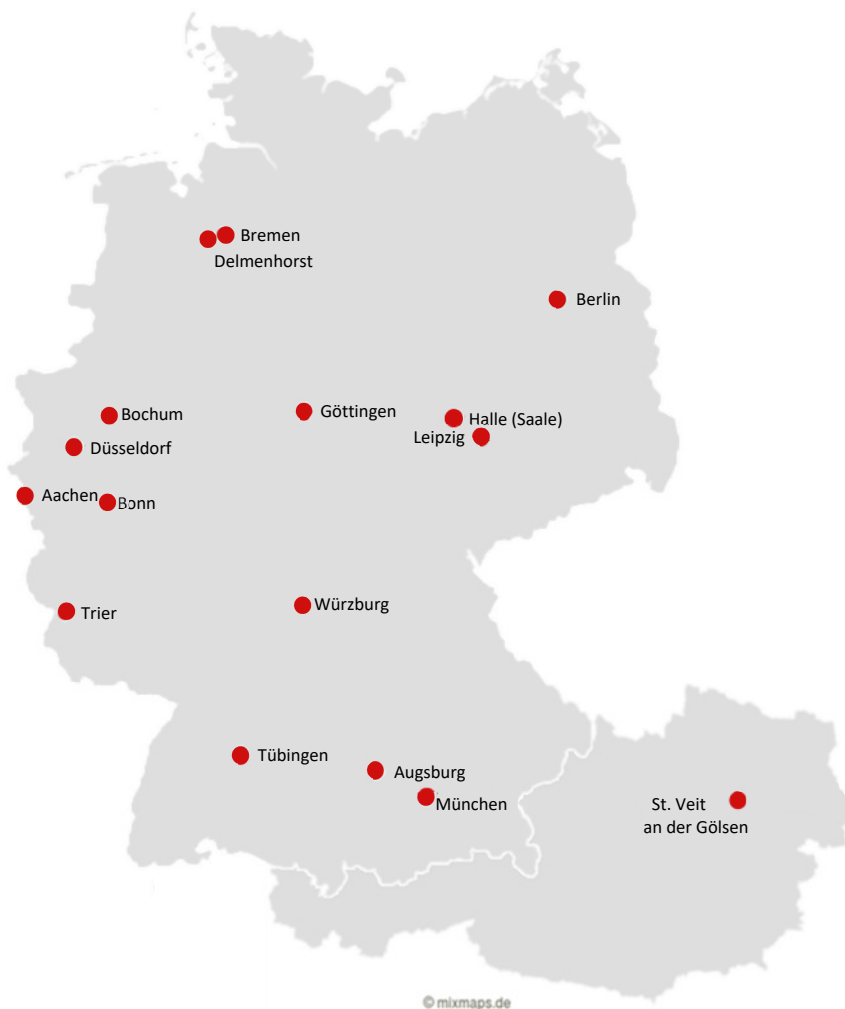 Bremen
Delmenhorst
Berlin
Bochum
Göttingen
Halle (Saale)
Leipzig
Düsseldorf
Aachen
Bonn
Trier
Würzburg
Tübingen
Augsburg
München
St. Veit
an der Gölsen
© mixmaps.de